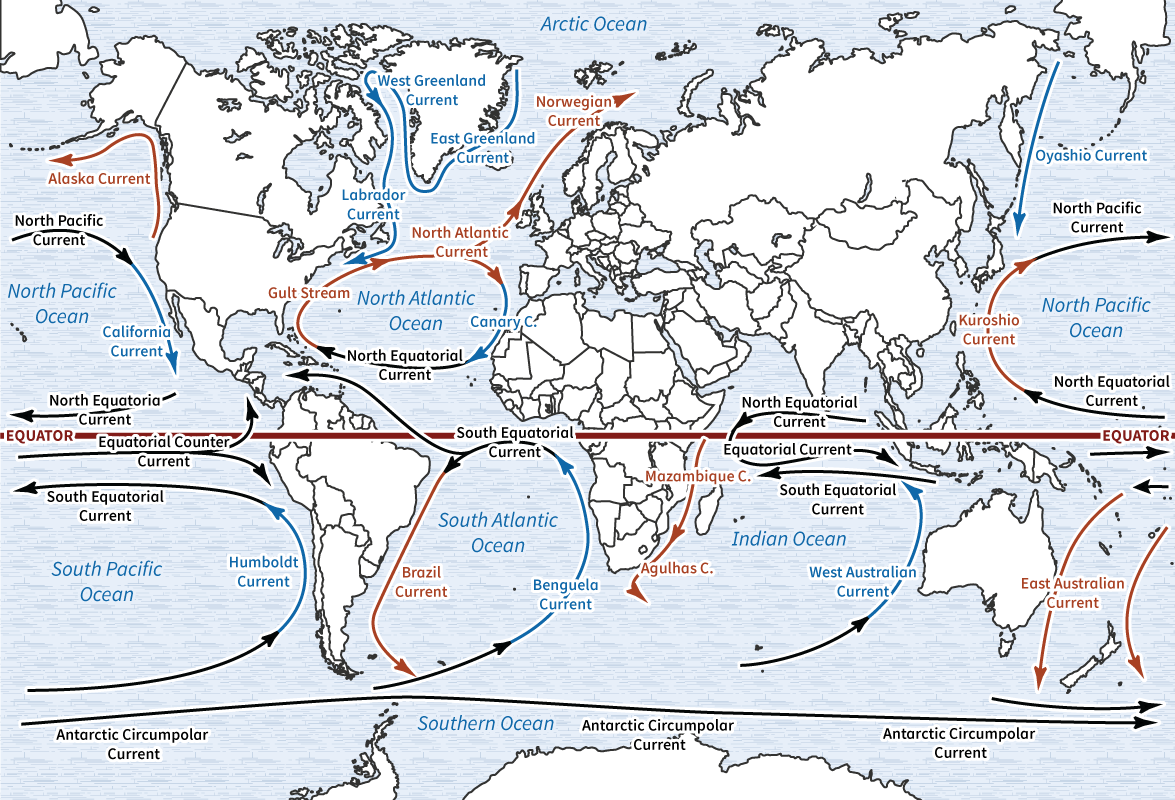 Arctic Ocean
West Greenland
Current
Norwegian
Current
East Greenland
Current
Oyashio Current
Alaska Current
Labrador
Current
North Pacific
Current
North Pacific
Current
North Atlantic
Current
North Pacific
Ocean
Gult Stream
North Atlantic
Ocean
North Pacific
Ocean
Canary C.
Kuroshio
Current
California
Current
North Equatorial
Current
North Equatorial
Current
North Equatoria
Current
North Equatorial
Current
EQUATOR
South Equatorial
Current
EQUATOR
Equatorial Counter
Current
Equatorial Current
Mazambique C.
South Equatorial
Current
South Equatorial
Current
South Atlantic
Ocean
Indian Ocean
South Pacific
Ocean
Humboldt
Current
Brazil
Current
Benguela
Current
Agulhas C.
West Australian
Current
East Australian
Current
Antarctic Circumpolar
Current
Southern Ocean
Antarctic Circumpolar
Current
Antarctic Circumpolar
Current